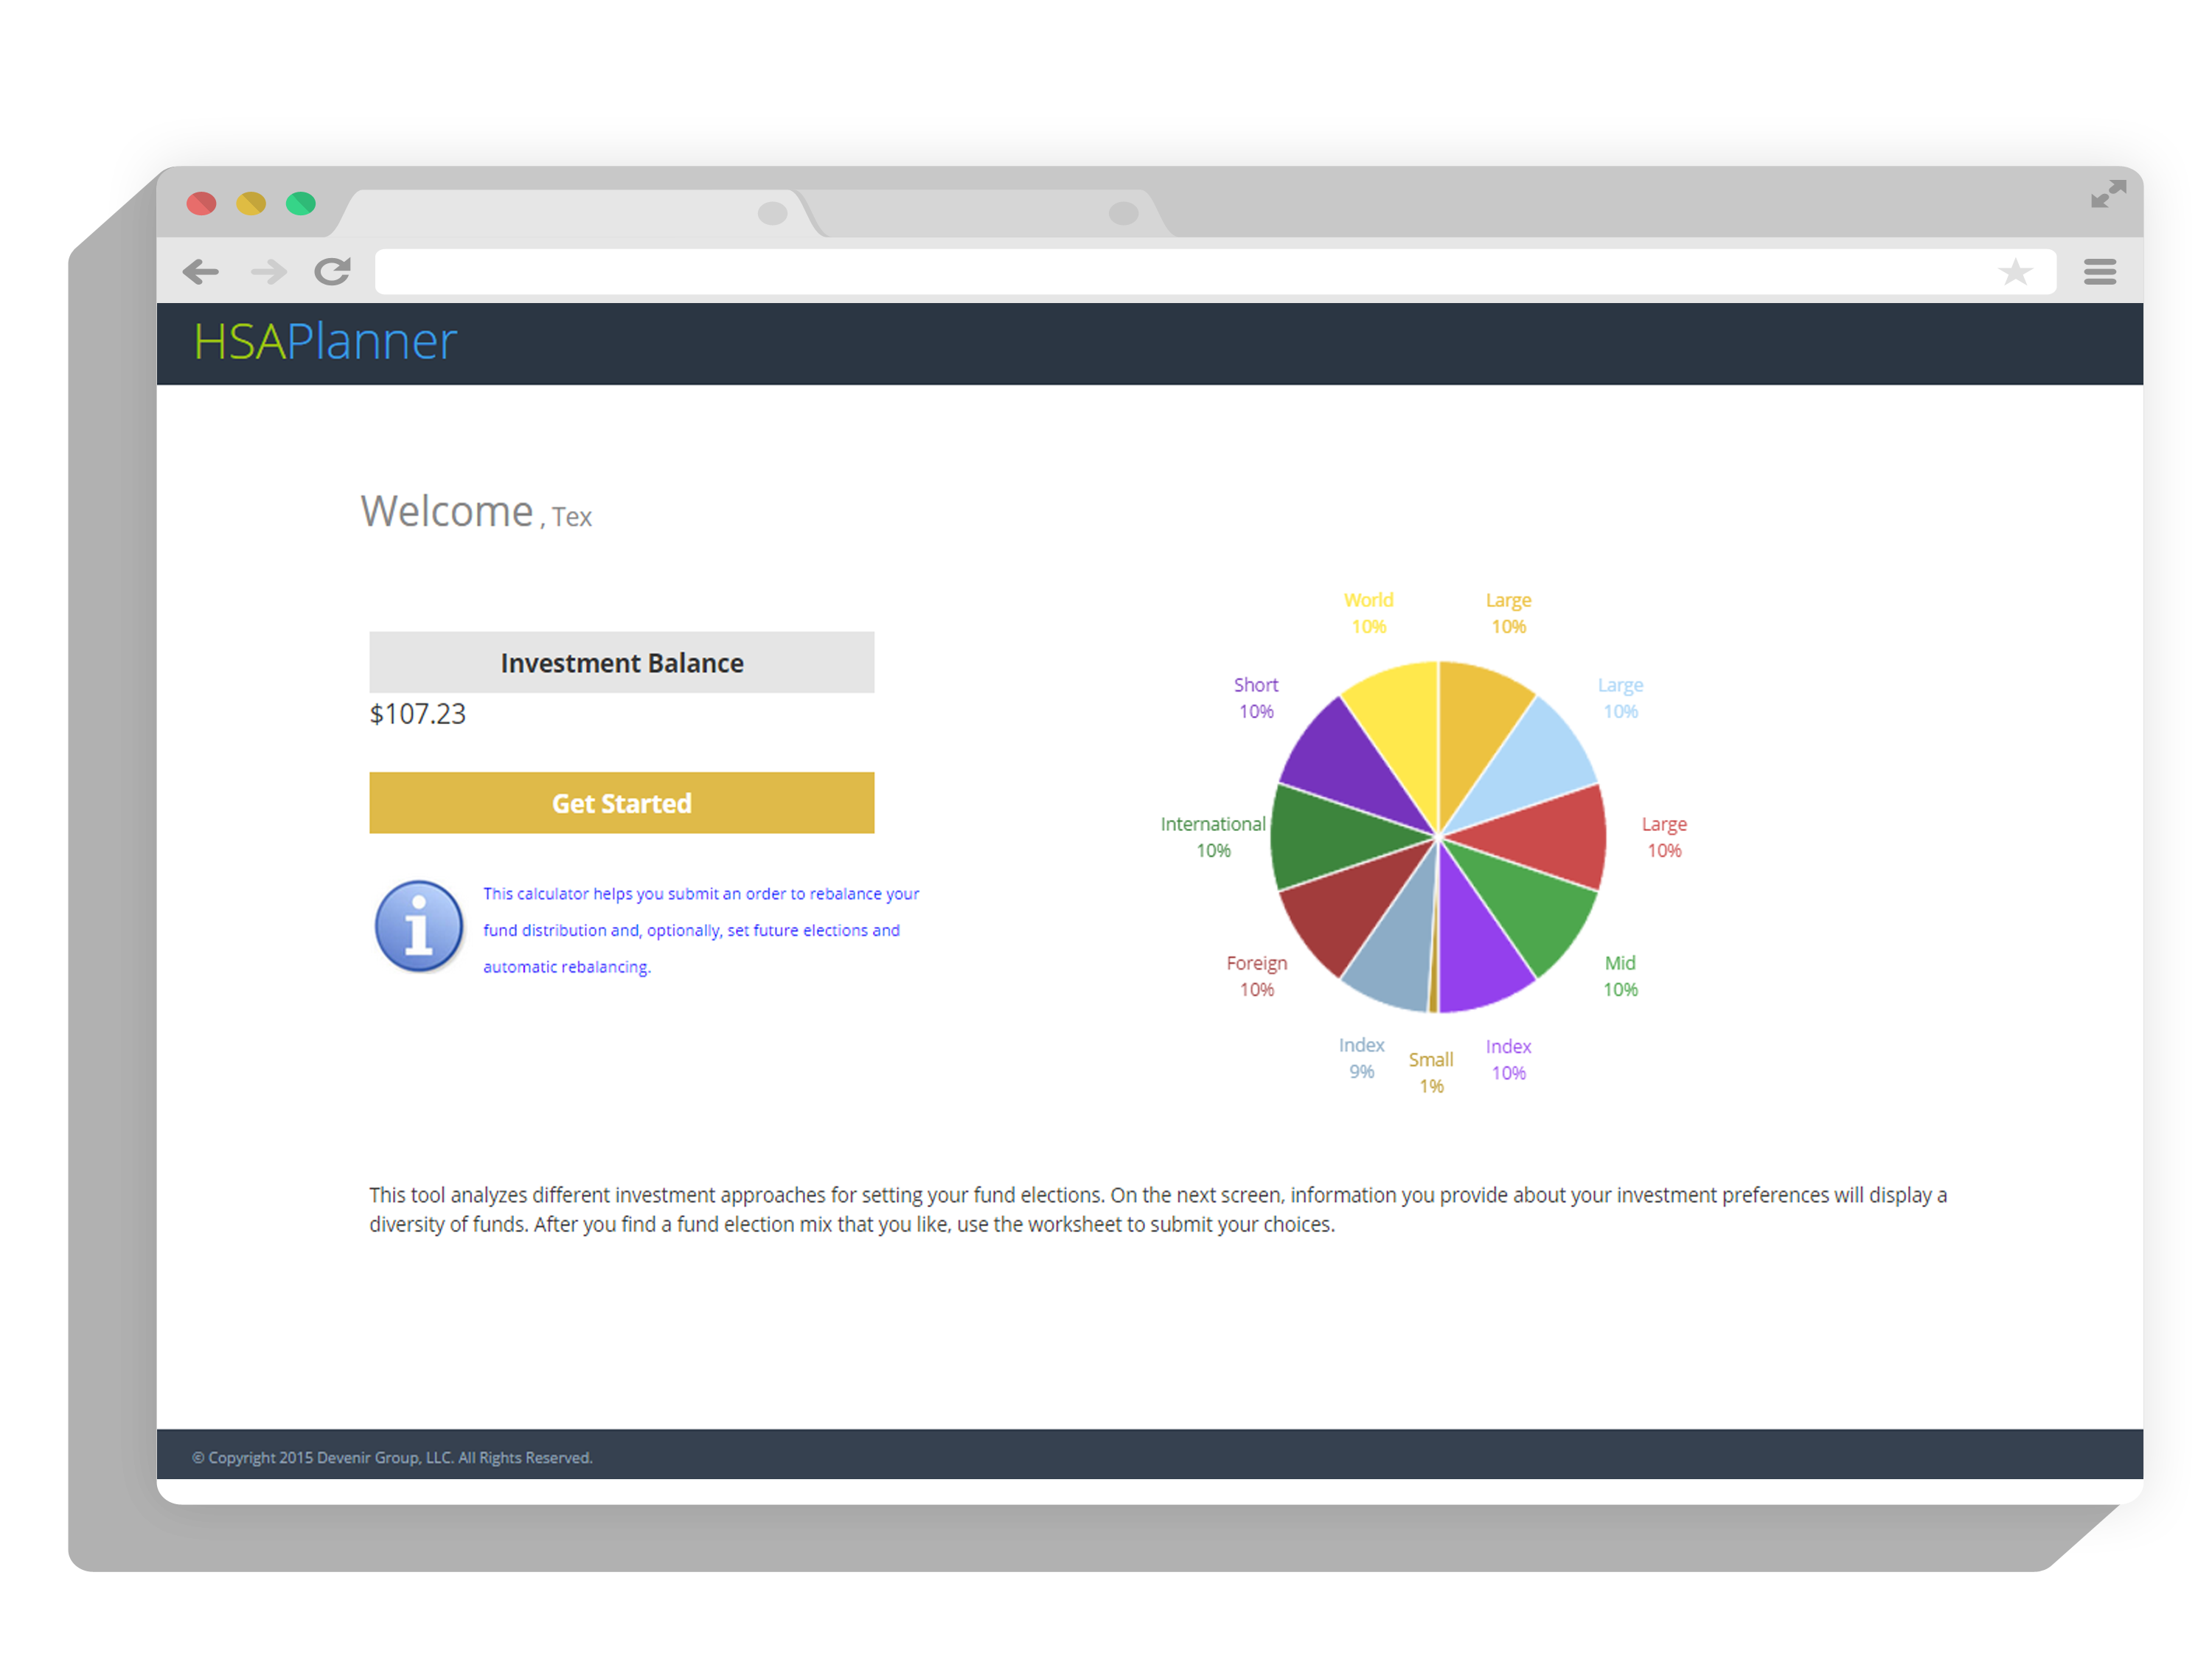 HSAPlanner
Welcome , Tex
Investment Balance
$107.23
Get Started
This calculator helps you submit an order to rebalance your
fund distribution and, optionally, set future elections and
automatic rebalancing.
World
10%
Large
10%
Short
10%
Large
10%
International
10%
Large
10%
Foreign
10%
Mid
10%
Index
9%
Small
1%
Index
10%
This tool analyzes different investment approaches for setting your fund elections. On the next screen, information you provide about your investment preferences will display a
diversity of funds. After you find a fund election mix that you like, use the worksheet to submit your choices.
© Copyright 2015 Devenir Group, LLC. All Rights Reserved.